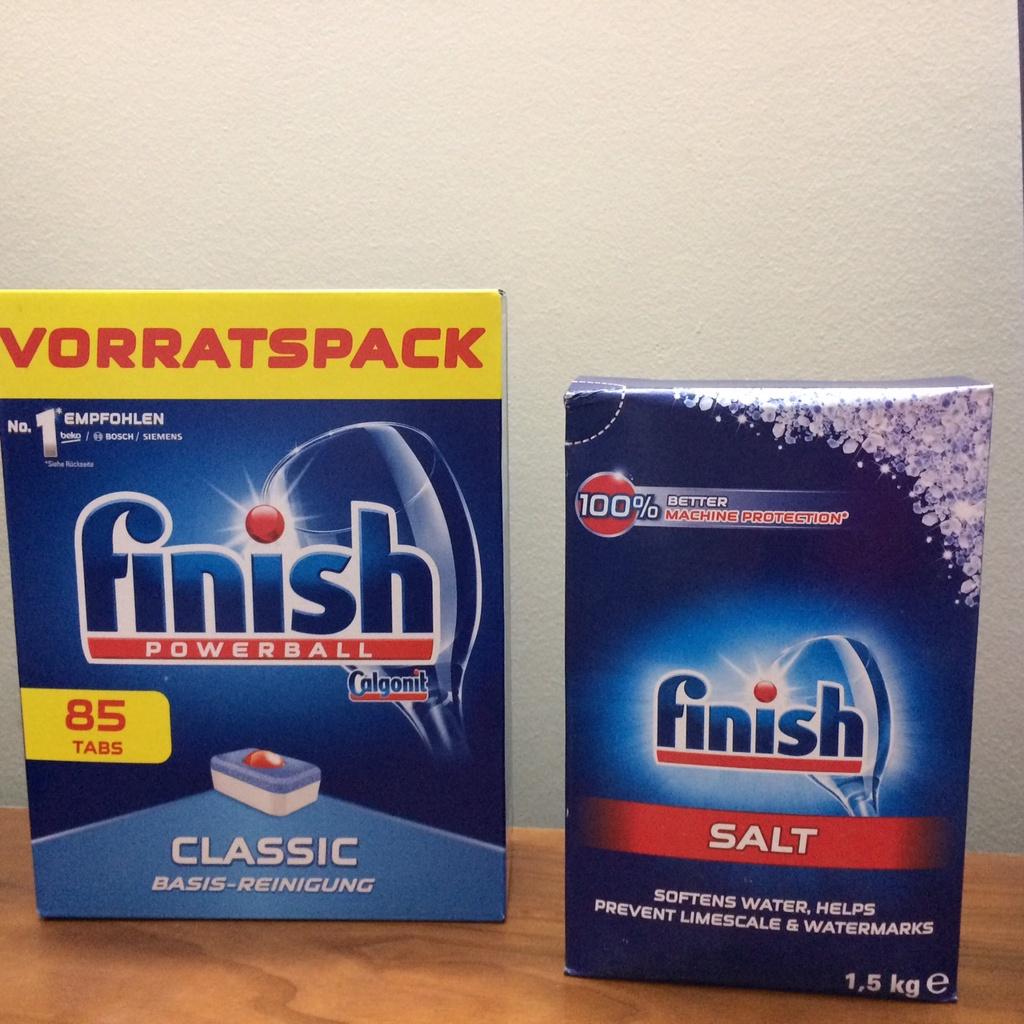 VORRATSPACK
No. 1* EMPFOHLEN
beko / BOSCH / SIEMENS
*Siehe Rückseite
finish
POWERBALL
Calgonit
85
TABS
CLASSIC
BASIS-REINIGUNG
100% BETTER
MACHINE PROTECTION*
finish
SALT
SOFTENS WATER, HELPS
PREVENT LIMESCALE & WATERMARKS
1,5 kg e